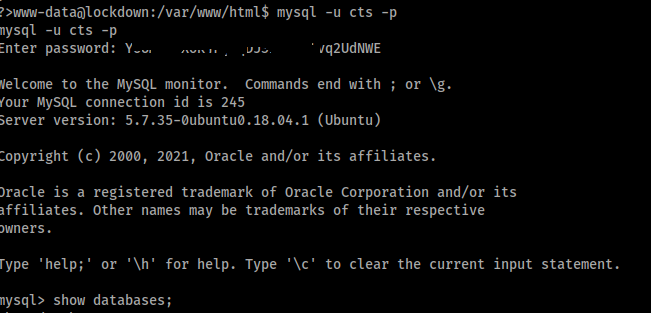 ?>www-data@lockdown:/var/www/html$ mysql -u cts -p
mysql -u cts -p
Enter password:
Welcome to the MySQL monitor.  Commands end with ; or \g.
Your MySQL connection id is 245
Server version: 5.7.35-0ubuntu0.18.04.1 (Ubuntu)
Copyright (c) 2000, 2021, Oracle and/or its affiliates.
Oracle is a registered trademark of Oracle Corporation and/or its
affiliates. Other names may be trademarks of their respective
owners.
Type 'help;' or '\h' for help. Type '\c' to clear the current input statement.
mysql> show databases;